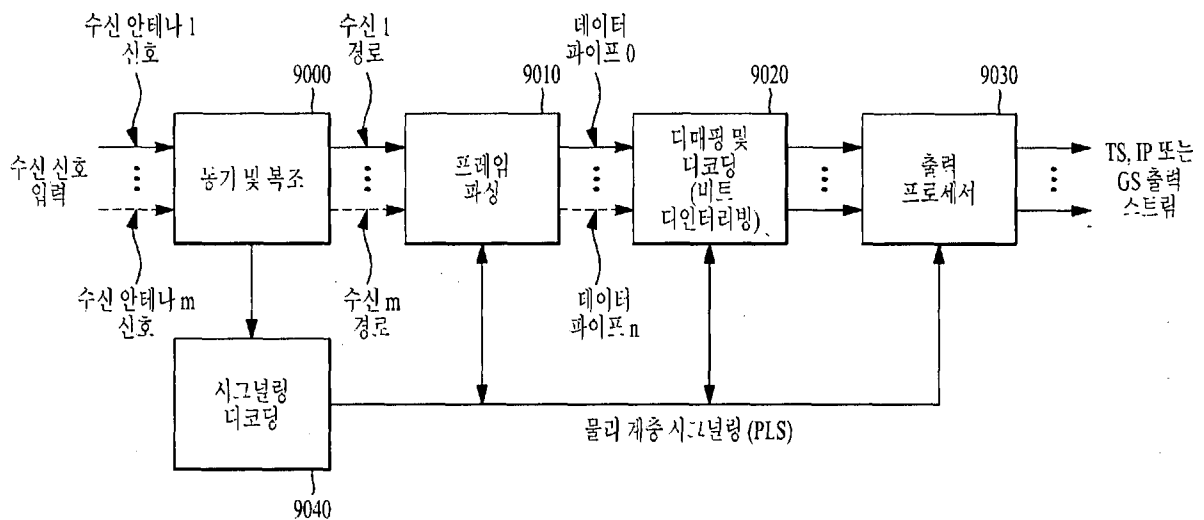 수신 안테나 1
신호
수신 1
경로
데이터
파이프 0
9000
9010
9020
9030
수신 신호
입력
동기 및 복조
프레임
파싱
디매핑 및
디코딩
(비트
디인터리빙)
출력
프로세서
TS, IP 또는
GS 출력
스트림
수신 안테나 m
신호
수신 m
경로
데이터
파이프 n
시그널링
디코딩
물리 계층 시그널링 (PLS)
9040